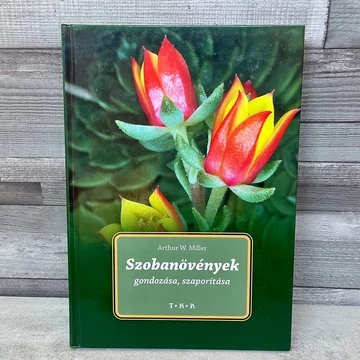 Arthur W. Miller
Szobanövények
gondozása, szaporítása
T•И•И